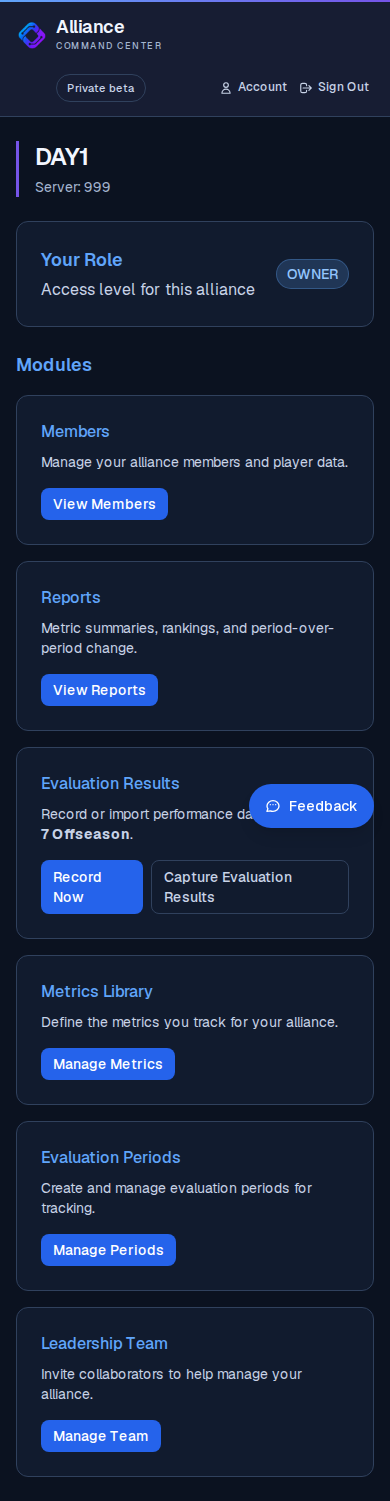 Alliance
COMMAND CENTER
Private beta
Account
Sign Out
DAY1
Server: 999
Your Role
Access level for this alliance
OWNER
Modules
Members
Manage your alliance members and player data.
View Members
Reports
Metric summaries, rankings, and period-over-
period change.
View Reports
Evaluation Results
Record or import performance
7 Offseason.
Feedback
Record
Now
Capture Evaluation
Results
Metrics Library
Define the metrics you track for your alliance.
Manage Metrics
Evaluation Periods
Create and manage evaluation periods for
tracking.
Manage Periods
Leadership Team
Invite collaborators to help manage your
alliance.
Manage Team